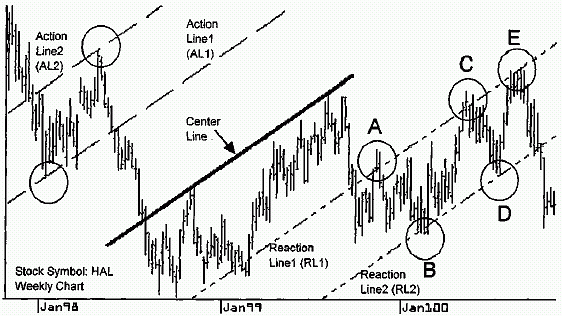 Action
Line2
(AL2)
Action
Line1
(AL1)
Center
Line
A
B
C
D
E
Reaction
Line1 (RL1)
Reaction
Line2 (RL2)
Stock Symbol: HAL
Weekly Chart
Jan98
Jan99
Jan100